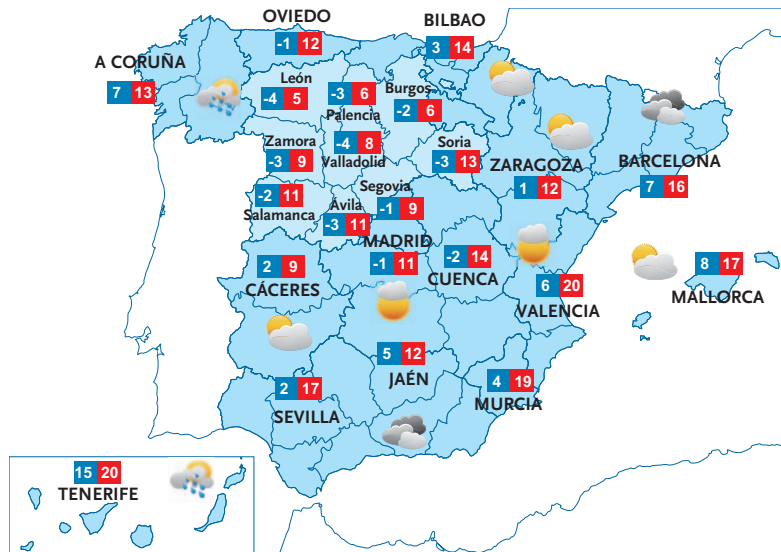 OVIEDO
-1 12
BILBAO
3 14
A CORUÑA
7 13
León
-4 5
-3 6
Palencia
Burgos
-2 6
Zamora
-3 9
-4 8
Valladolid
Soria
-3 13
ZARAGOZA
1 12
BARCELONA
7 16
-2 11
Salamanca
Ávila
-3 11
Segovia
-1 9
MADRID
-1 11
-2 14
CUENCA
2 9
CÁCERES
6 20
VALENCIA
8 17
MALLORCA
5 12
JAÉN
2 17
SEVILLA
4 19
MURCIA
15 20
TENERIFE